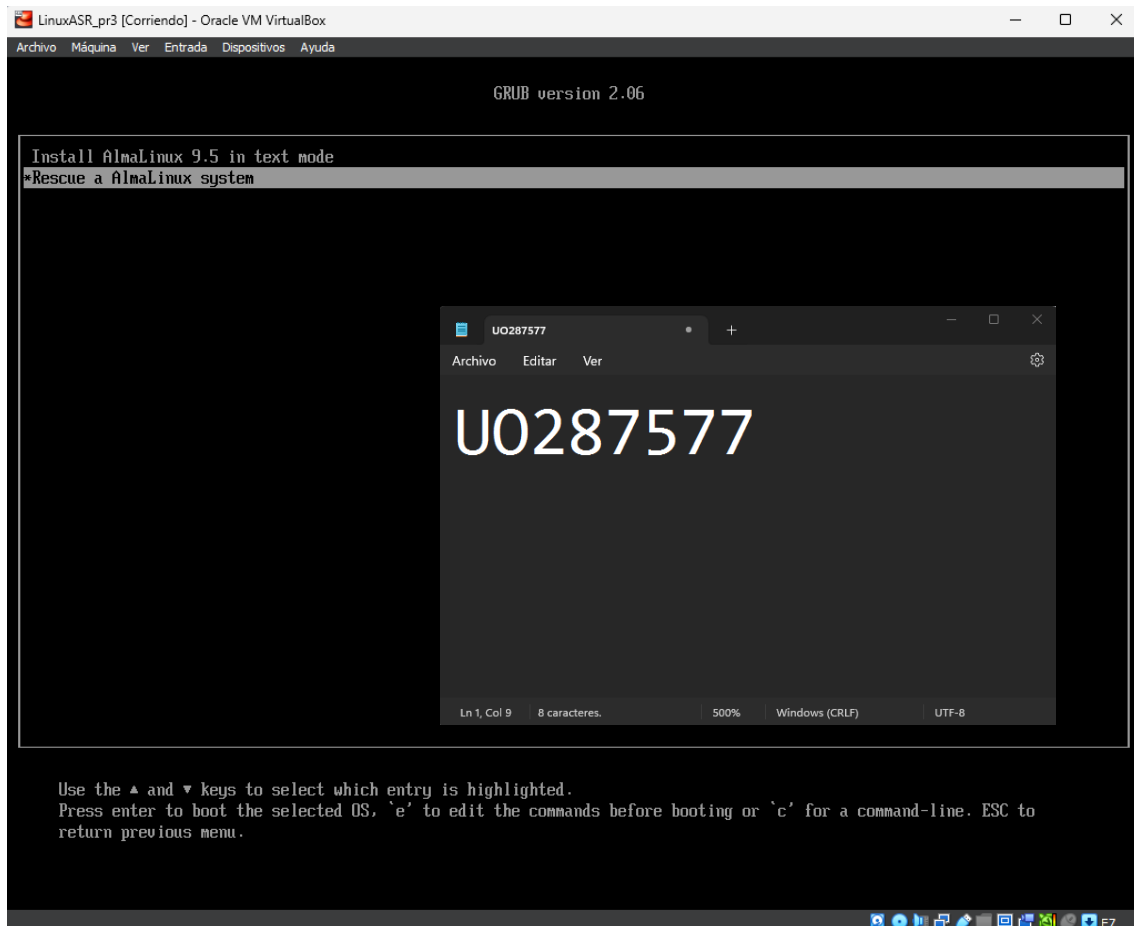 LinuxASR_pr3 [Corriendo] - Oracle VM VirtualBox
Archivo Máquina Ver Entrada Dispositivos Ayuda
GRUB version 2.06
Install AlmaLinux 9.5 in text mode
*Rescue a AlmaLinux system
UO287577
Archivo Editar Ver
UO287577
Ln 1, Col 9 8 caracteres. 500% Windows (CRLF) UTF-8
Use the ▲ and ▼ keys to select which entry is highlighted.
Press enter to boot the selected OS, `e' to edit the commands before booting or `c' for a command-line. ESC to
return previous menu.
F7